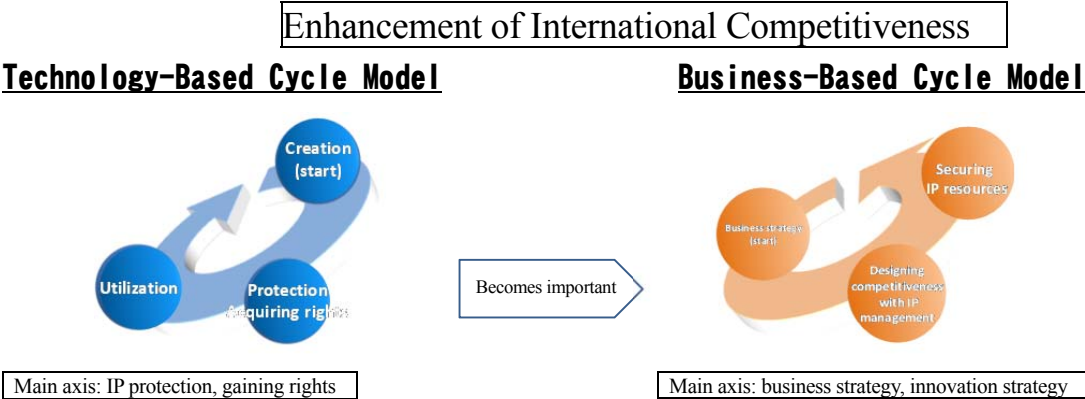 Enhancement of International Competitiveness
Technology-Based Cycle Model
Business-Based Cycle Model
Creation
(start)
Utilization
Protection
Acquiring rights
Becomes important
Securing
IP resources
Business strategy
(start)
Designing
competitiveness
with IP
management
Main axis: IP protection, gaining rights
Main axis: business strategy, innovation strategy